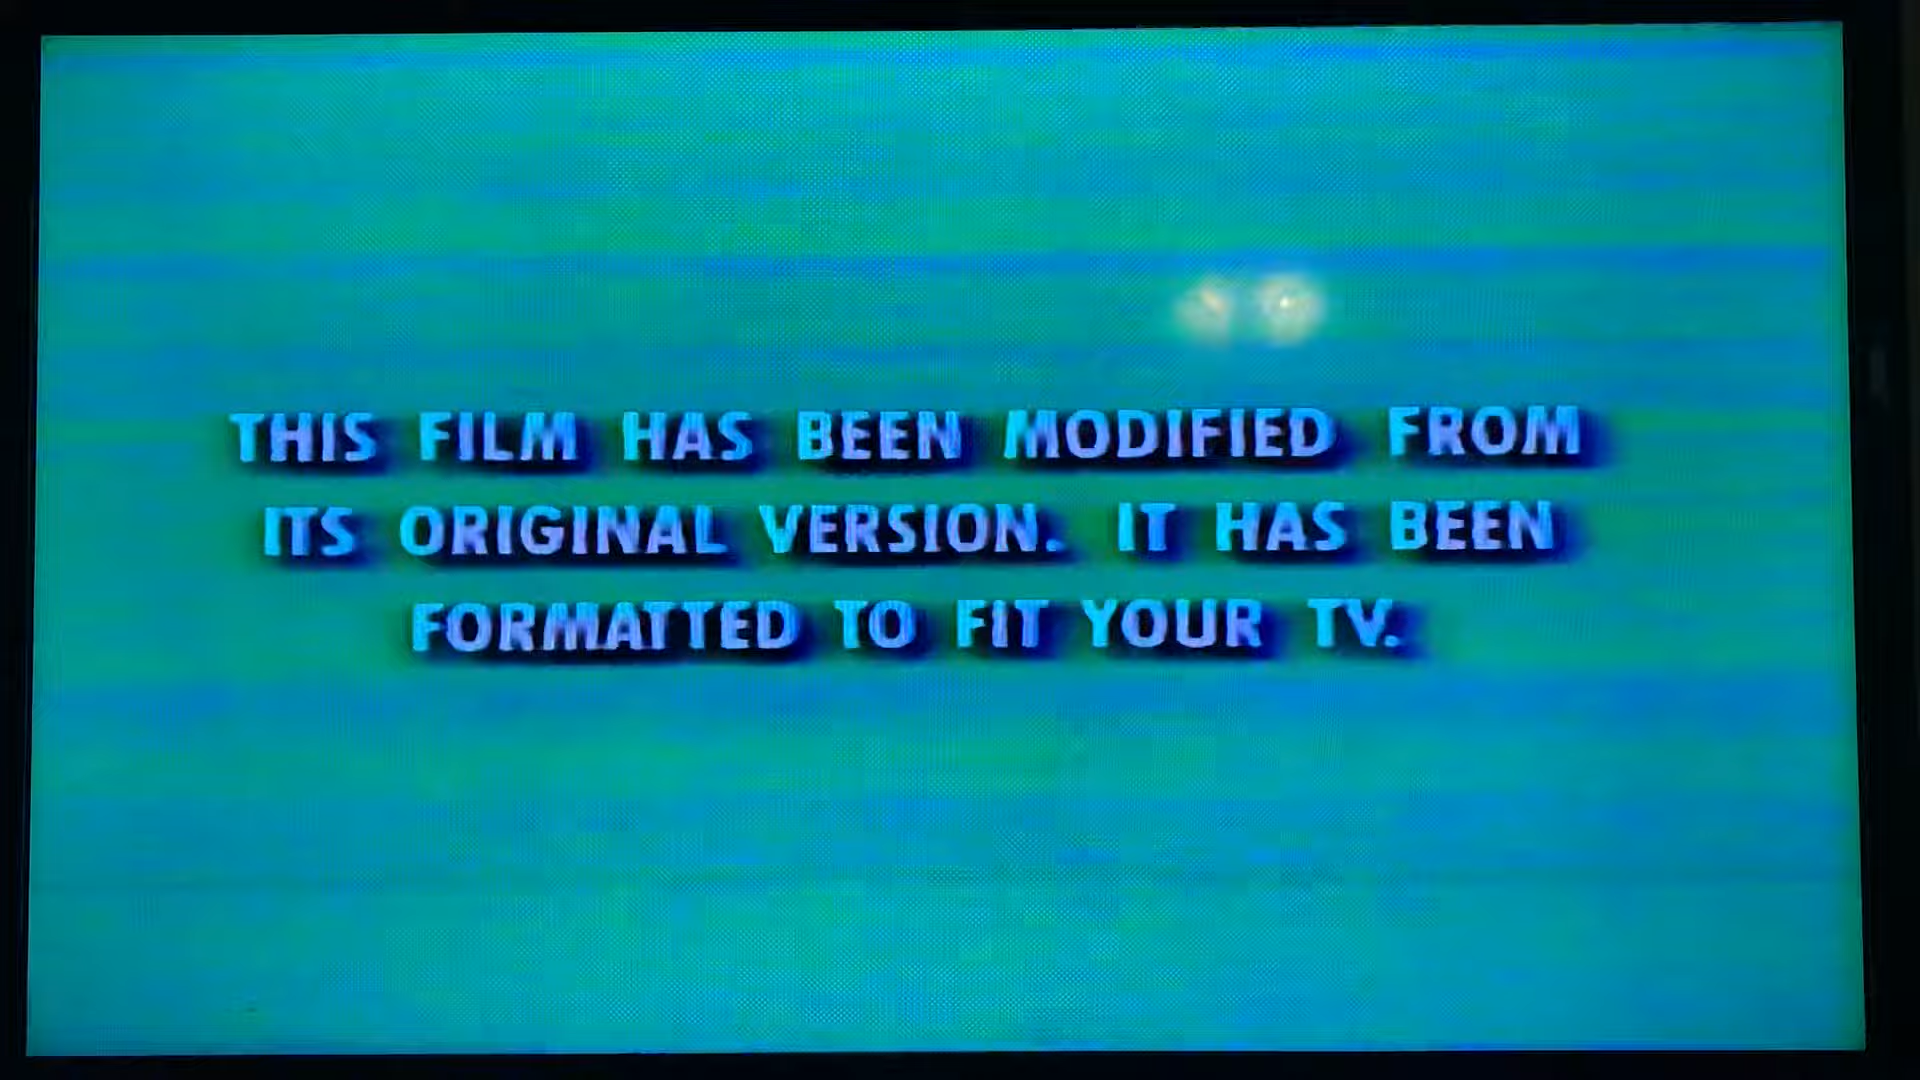 THIS FILM HAS BEEN MODIFIED FROM
ITS ORIGINAL VERSION. IT HAS BEEN
FORMATTED TO FIT YOUR TV.